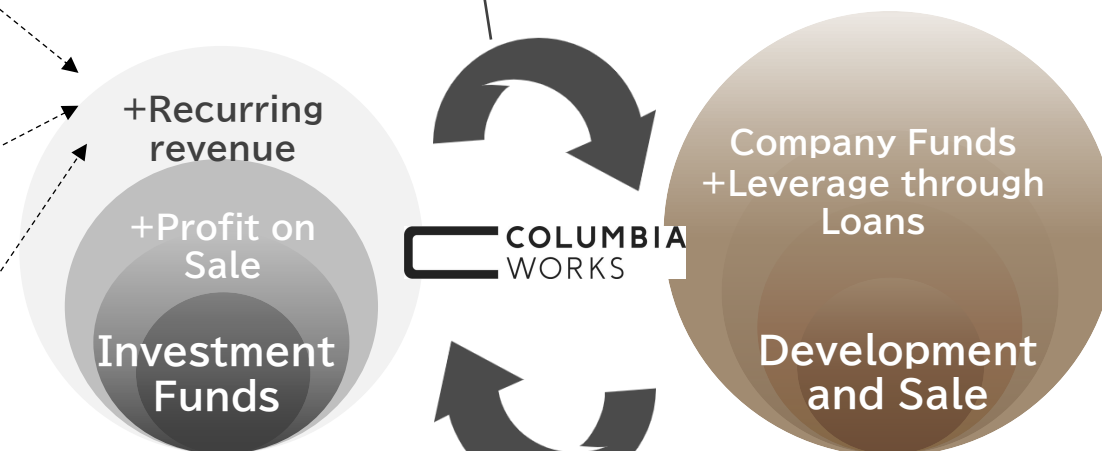 +Recurring
revenue
+Profit on
Sale
Investment
Funds
COLUMBIA
WORKS
Company Funds
+Leverage through
Loans
Development
and Sale